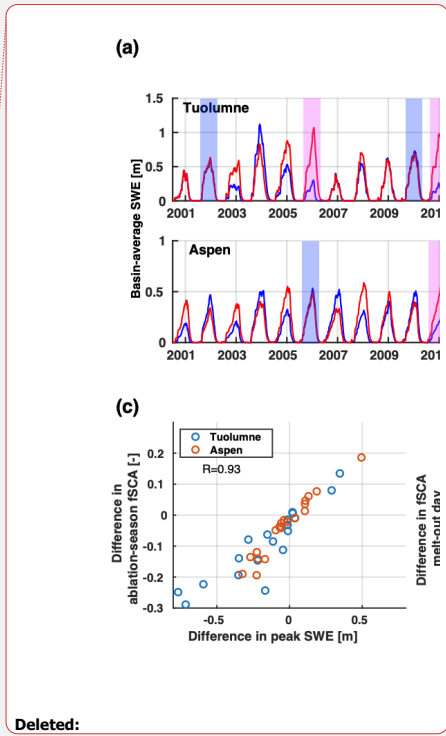 (a)
Tuolumne
1.5
1
0.5
0
2001 2003 2005 2007 2009 201
Basin-average SWE [m]
Aspen
1
0.5
0
2001 2003 2005 2007 2009 201
(c)
Tuolumne
Aspen
R=0.93
0.2
0.1
0
-0.1
-0.2
-0.3
Difference in
ablation-season fSCA [-]
-0.5 0 0.5
Difference in peak SWE [m]
Difference in fSCA
melt-out day
Deleted: